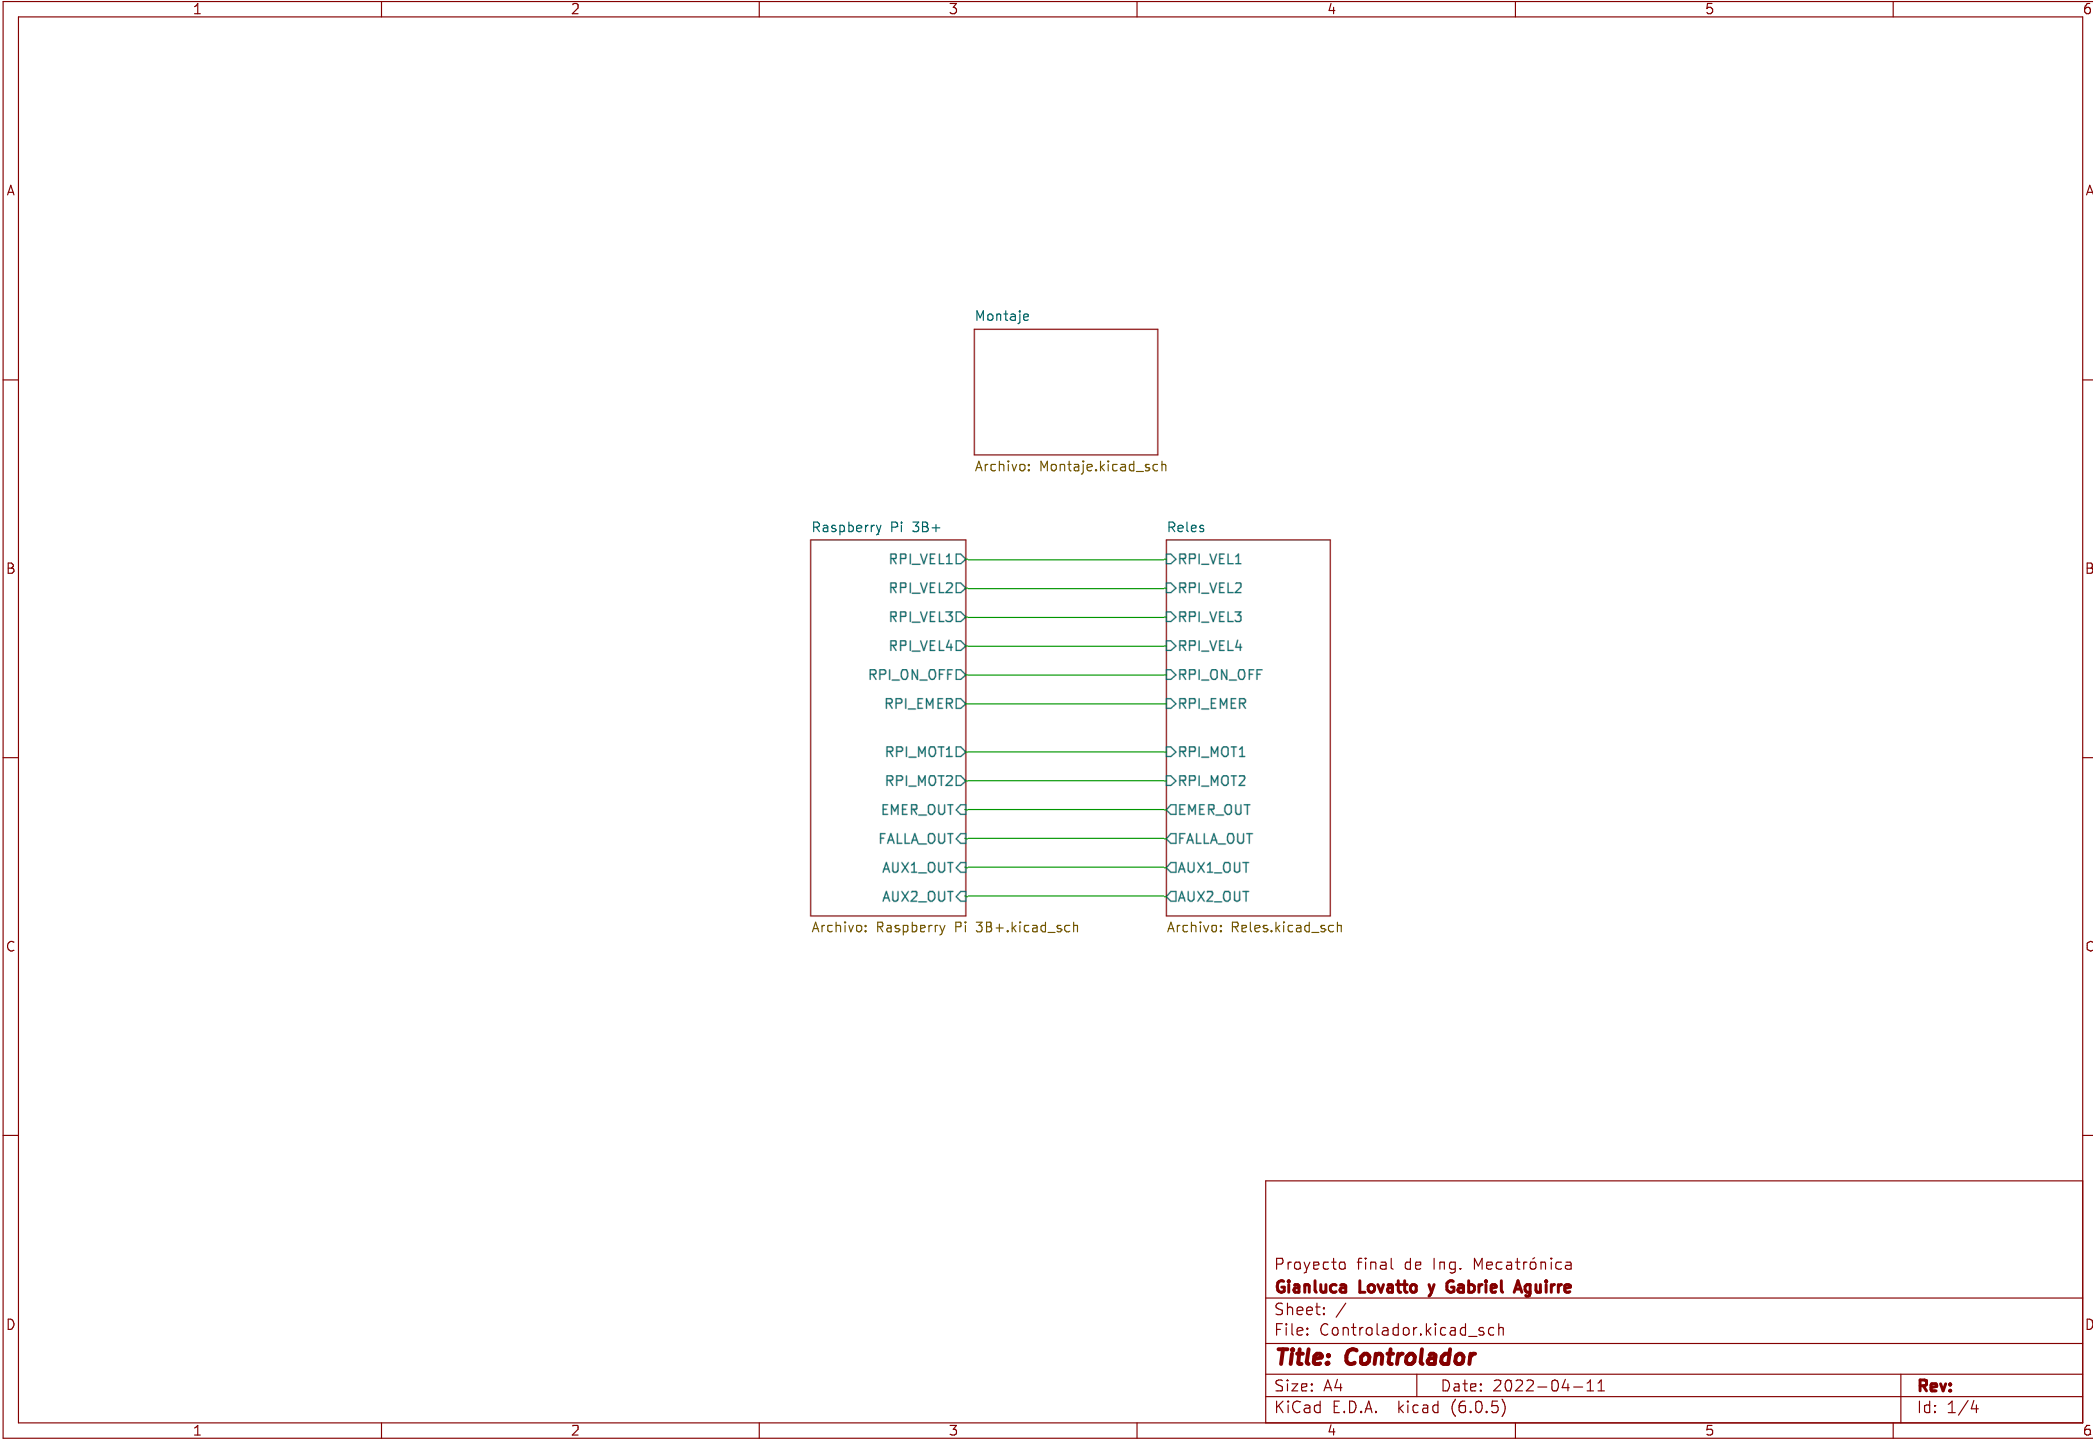 1 2 3 4 5 6
A A
Montaje
Archivo: Montaje.kicad_sch
Raspberry Pi 3B+ Reles
RPI_VEL1 RPI_VEL1
B B
RPI_VEL2 RPI_VEL2
RPI_VEL3 RPI_VEL3
RPI_VEL4 RPI_VEL4
RPI_ON_OFF RPI_ON_OFF
RPI_EMER RPI_EMER
RPI_MOT1 RPI_MOT1
RPI_MOT2 RPI_MOT2
EMER_OUT EMER_OUT
FALLA_OUT FALLA_OUT
AUX1_OUT AUX1_OUT
AUX2_OUT AUX2_OUT
Archivo: Raspberry Pi 3B+.kicad_sch Archivo: Reles.kicad_sch
C C
Proyecto final de Ing. Mecatrónica
Gianluca Lovatto y Gabriel Aguirre
Sheet: /
File: Controlador.kicad_sch
D D
Title: Controlador
Size: A4 Date: 2022-04-11 Rev:
KiCad E.D.A. kicad (6.0.5) Id: 1/4
1 2 3 4 5 6